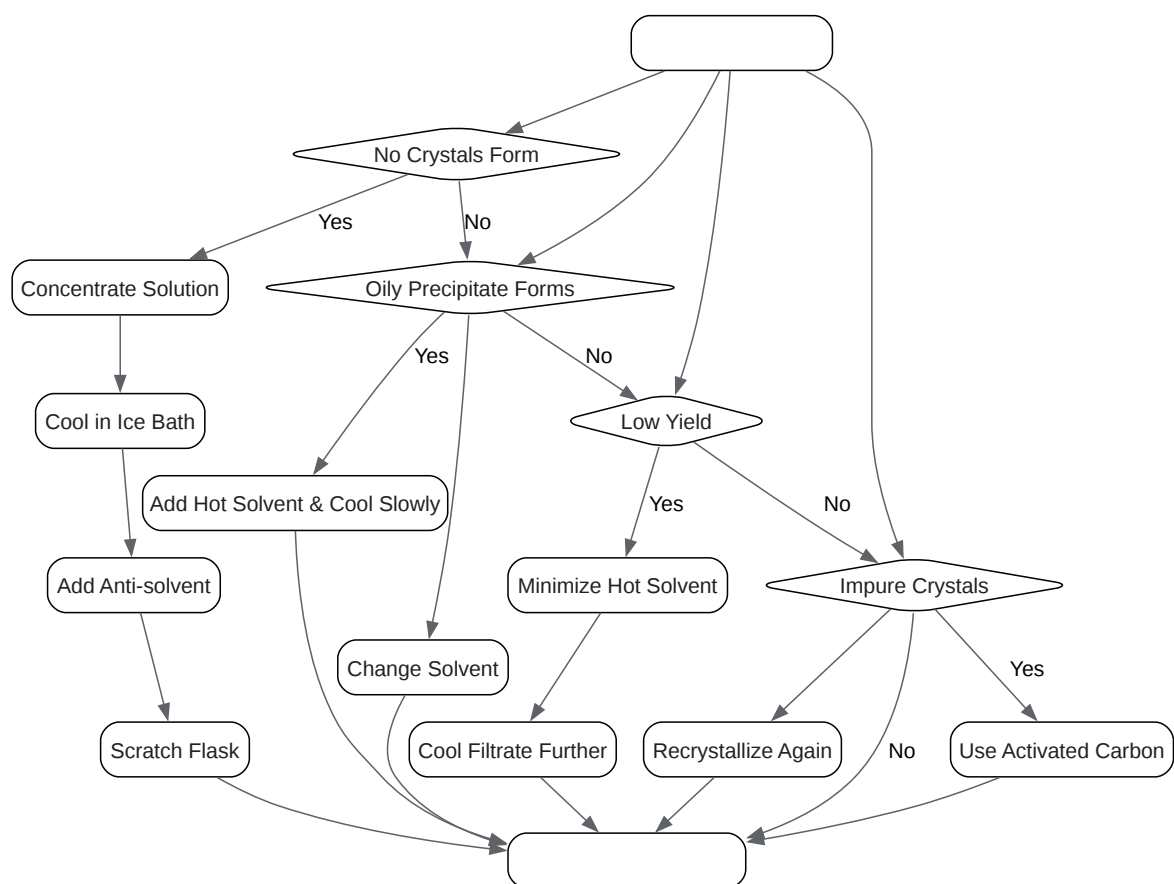 No Crystals Form
Yes
No
Concentrate Solution
Oily Precipitate Forms
Yes
No
Cool in Ice Bath
Low Yield
Add Hot Solvent & Cool Slowly
Yes
No
Add Anti-solvent
Minimize Hot Solvent
Impure Crystals
Change Solvent
Yes
Scratch Flask
Cool Filtrate Further
Recrystallize Again
No
Use Activated Carbon